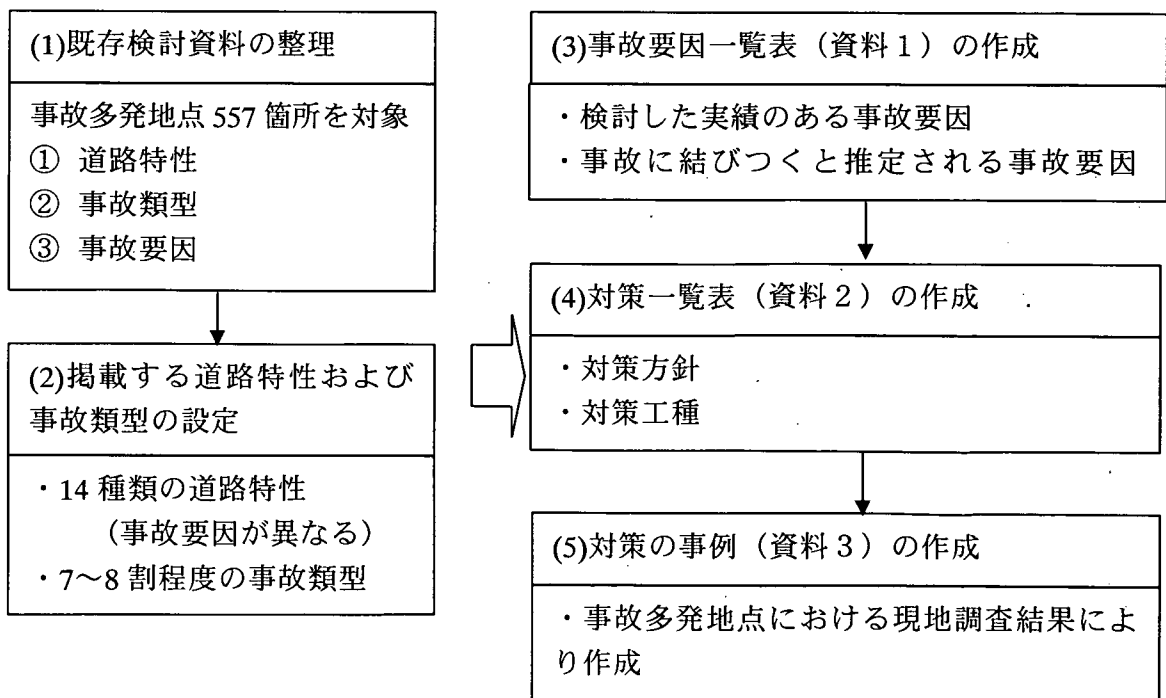 (1)既存検討資料の整理
事故多発地点 557 箇所を対象
① 道路特性
② 事故類型
③ 事故要因
(2)掲載する道路特性および
事故類型の設定
・14 種類の道路特性
（事故要因が異なる）
・7～8 割程度の事故類型
(3)事故要因一覧表（資料１）の作成
・検討した実績のある事故要因
・事故に結びつくと推定される事故要因
(4)対策一覧表（資料２）の作成
・対策方針
・対策工種
(5)対策の事例（資料３）の作成
・事故多発地点における現地調査結果によ
り作成